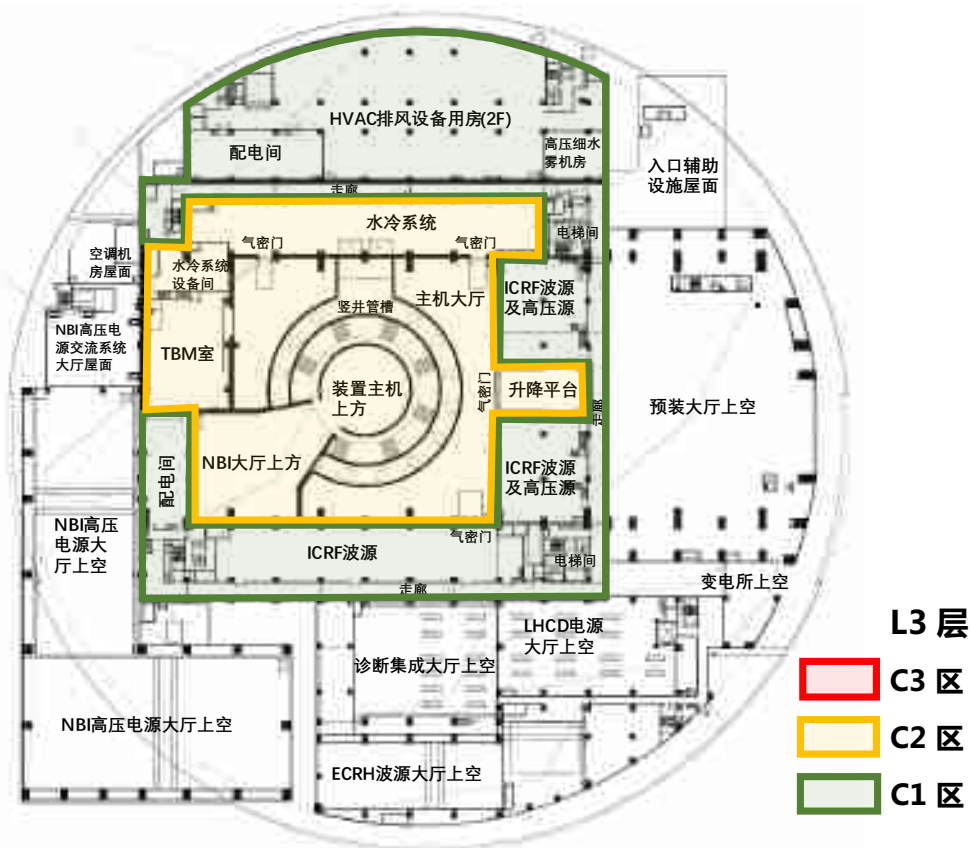 HVAC排风设备用房(2F)
配电间
高压细水
雾机房
入口辅助
设施屋面
走廊
水冷系统
电梯间
气密门
气密门
空调机
房屋面
水冷系统
设备间
ICRF波源
及高压源
主机大厅
竖井管槽
NBI高压电
源交流系统
大厅屋面
TBM室
装置主机
上方
气密门
升降平台
走廊
预装大厅上空
NBI大厅上方
配电间
ICRF波源
及高压源
NBI高压
电源大
厅上空
气密门
ICRF波源
电梯间
走廊
变电所上空
LHCD电源
大厅上空
诊断集成大厅上空
NBI高压电源大厅上空
ECRH波源大厅上空
L3 层
C3 区
C2 区
C1 区